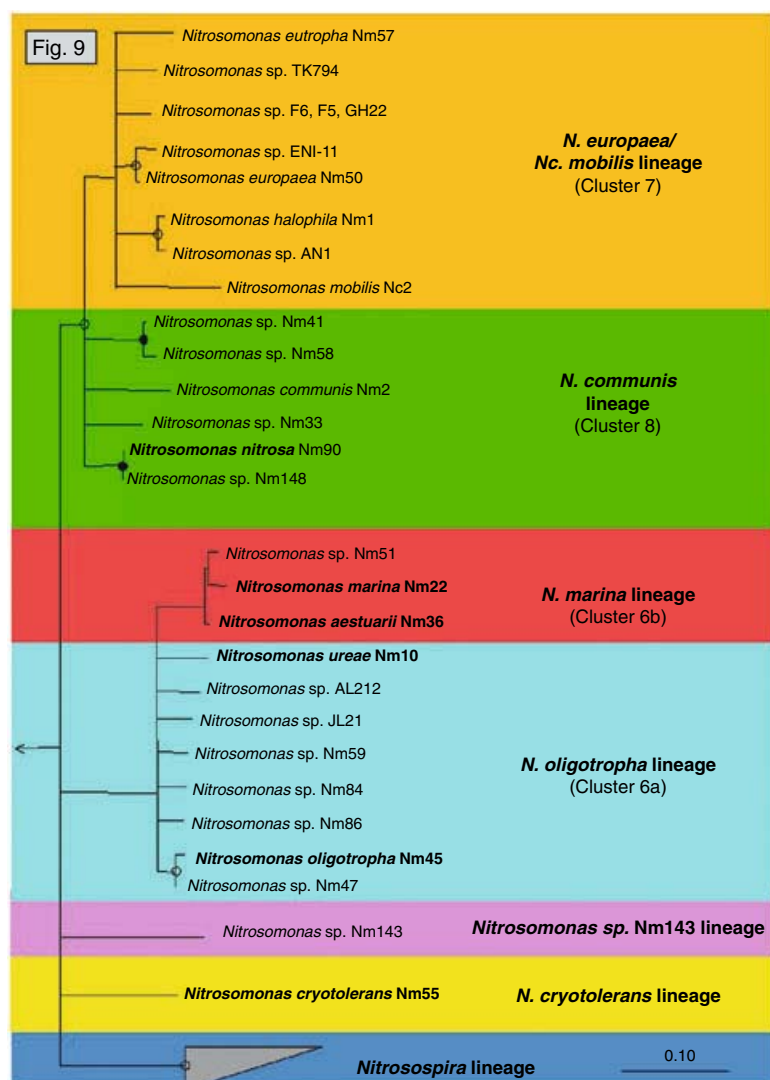 Fig. 9
Nitrosomonas eutropha Nm57
Nitrosomonas sp. TK794
Nitrosomonas sp. F6, F5, GH22
Nitrosomonas sp. ENI-11
Nitrosomonas europaea Nm50
Nitrosomonas halophila Nm1
Nitrosomonas sp. AN1
Nitrosomonas mobilis Nc2
N. europaea/
Nc. mobilis lineage
(Cluster 7)
Nitrosomonas sp. Nm41
Nitrosomonas sp. Nm58
Nitrosomonas communis Nm2
Nitrosomonas sp. Nm33
Nitrosomonas nitrosa Nm90
Nitrosomonas sp. Nm148
N. communis
lineage
(Cluster 8)
Nitrosomonas sp. Nm51
Nitrosomonas marina Nm22
Nitrosomonas aestuarii Nm36
N. marina lineage
(Cluster 6b)
Nitrosomonas ureae Nm10
Nitrosomonas sp. AL212
Nitrosomonas sp. JL21
Nitrosomonas sp. Nm59
Nitrosomonas sp. Nm84
Nitrosomonas sp. Nm86
Nitrosomonas oligotropha Nm45
Nitrosomonas sp. Nm47
N. oligotropha lineage
(Cluster 6a)
Nitrosomonas sp. Nm143
Nitrosomonas sp. Nm143 lineage
Nitrosomonas cryotolerans Nm55
N. cryotolerans lineage
Nitrosospira lineage
0.10